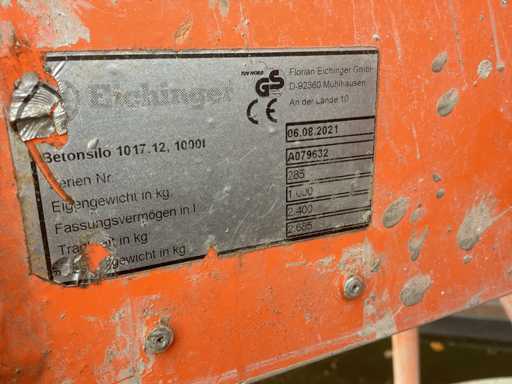 Eichinger
TÜV NORD
GS
CE
Florian Eichinger GmbH
D-92360 Mühlhausen
An der Lände 10
Betonsilo 1017.12, 1000l
06.08.2021
Serien Nr.
A079632
Eigengewicht in kg
285
Fassungsvermögen in l
1.000
in kg
2.400
gewicht in kg
2.685